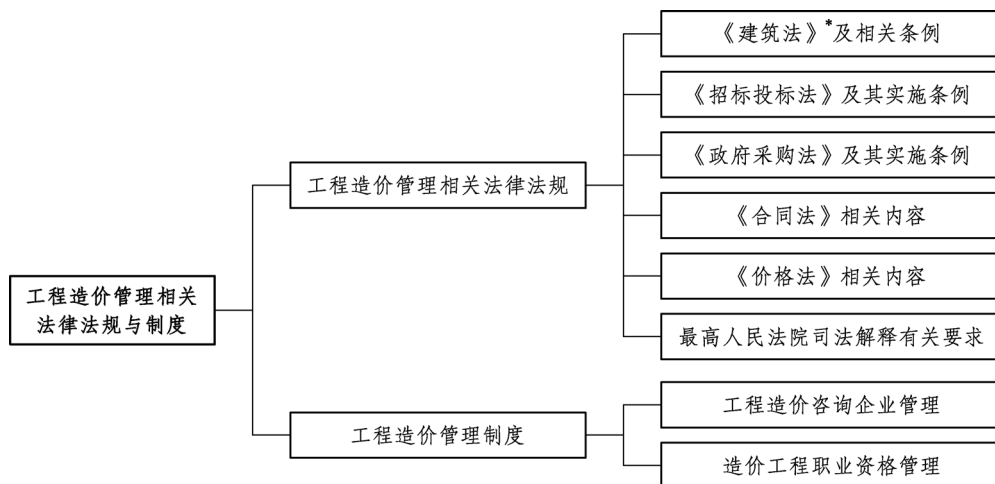 工程造价管理相关
法律法规与制度
工程造价管理相关法律法规
《建筑法》*及相关条例
《招标投标法》及其实施条例
《政府采购法》及其实施条例
《合同法》相关内容
《价格法》相关内容
最高人民法院司法解释有关要求
工程造价管理制度
工程造价咨询企业管理
造价工程职业资格管理